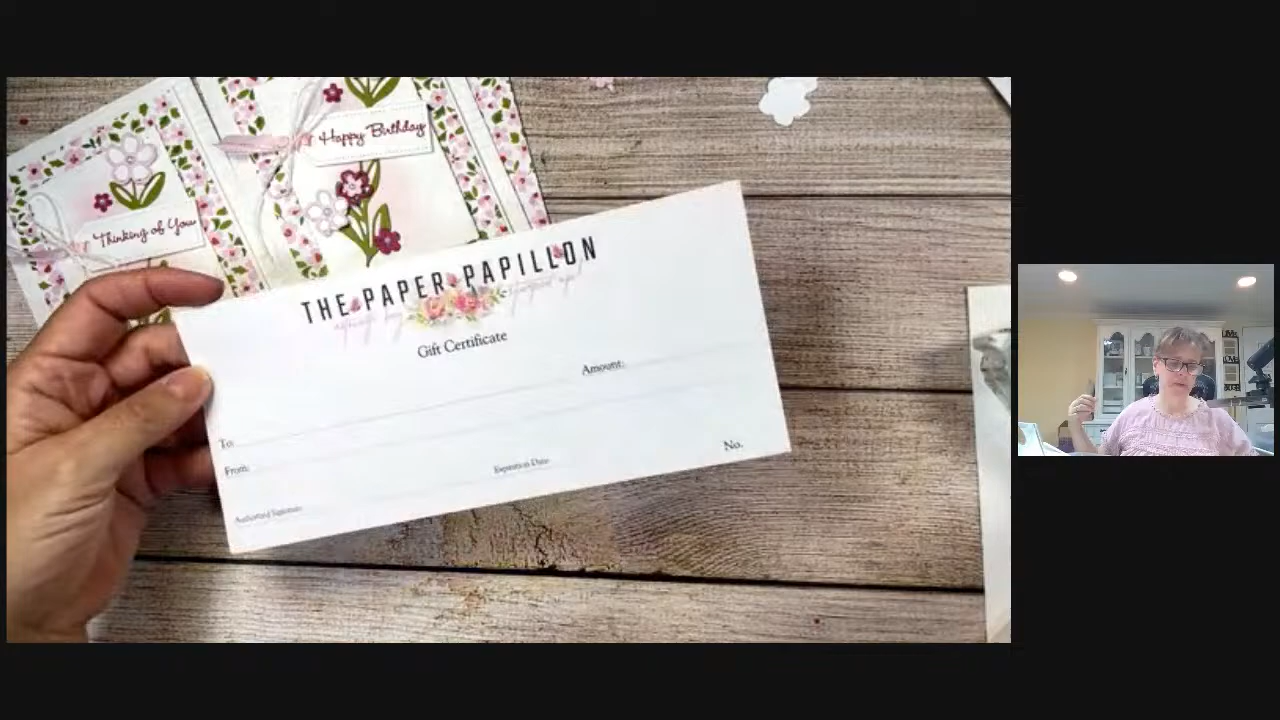 Happy Birthday
Thinking of You
THE PAPER PAPILLON
Gift Certificate
Amount:
To:
From:
Expiration Date:
No.
Authorized Signature: